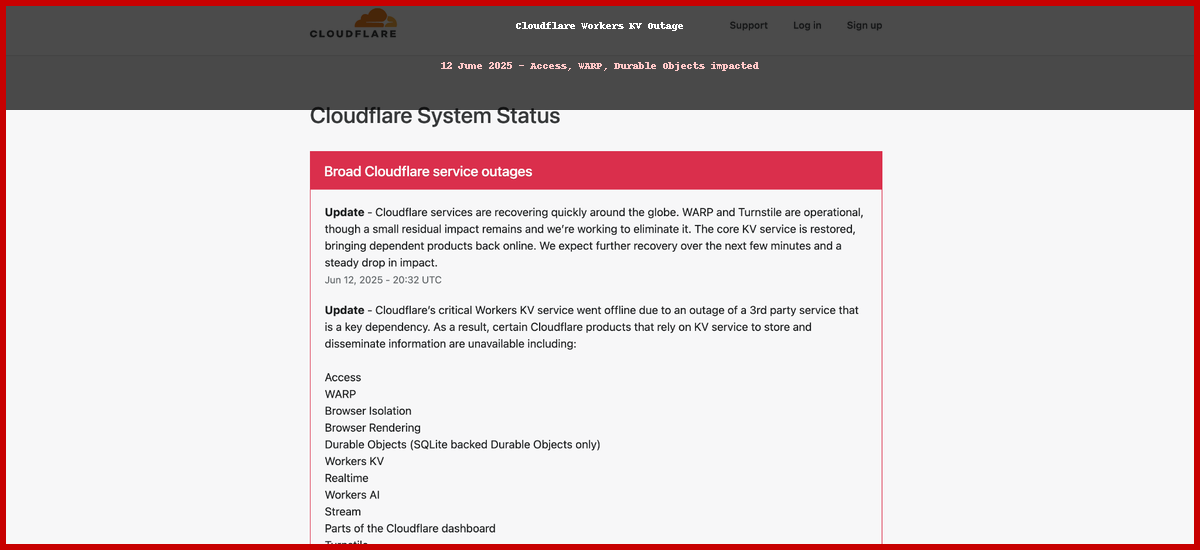 CLOUDFLARE
Cloudflare Workers KV Outage
Support
Log in
Sign up
12 June 2025 - Access, WARP, Durable Objects impacted
Cloudflare System Status
Broad Cloudflare service outages
Update - Cloudflare services are recovering quickly around the globe. WARP and Turnstile are operational,
though a small residual impact remains and we're working to eliminate it. The core KV service is restored,
bringing dependent products back online. We expect further recovery over the next few minutes and a
steady drop in impact.
Jun 12, 2025 - 20:32 UTC
Update - Cloudflare's critical Workers KV service went offline due to an outage of a 3rd party service that
is a key dependency. As a result, certain Cloudflare products that rely on KV service to store and
disseminate information are unavailable including:
Access
WARP
Browser Isolation
Browser Rendering
Durable Objects (SQLite backed Durable Objects only)
Workers KV
Realtime
Workers AI
Stream
Parts of the Cloudflare dashboard
Turnstile